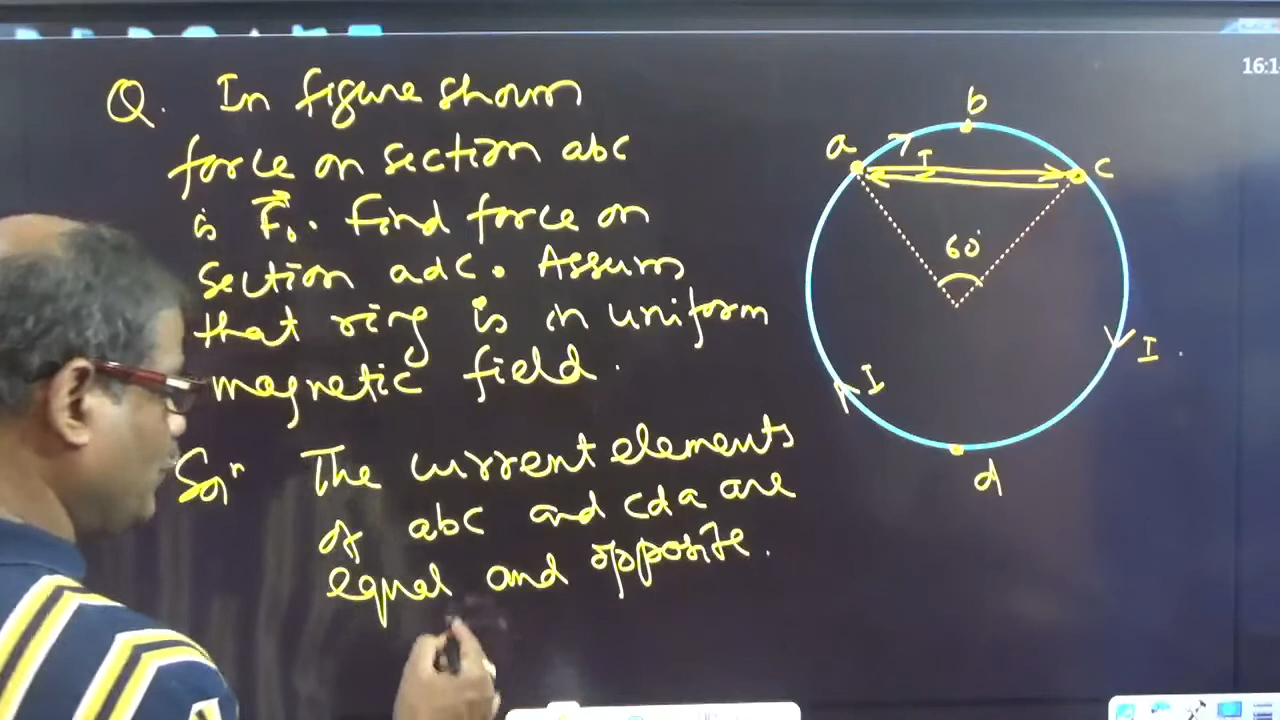 16:1
Q. In figure shown
force on section abc
is F₀. Find force on
section adc. Assum
that ring is in uniform
magnetic field.
Solⁿ The current elements
of abc and cda are
equal and opposite.
b
a
I
c
60°
I
I
d